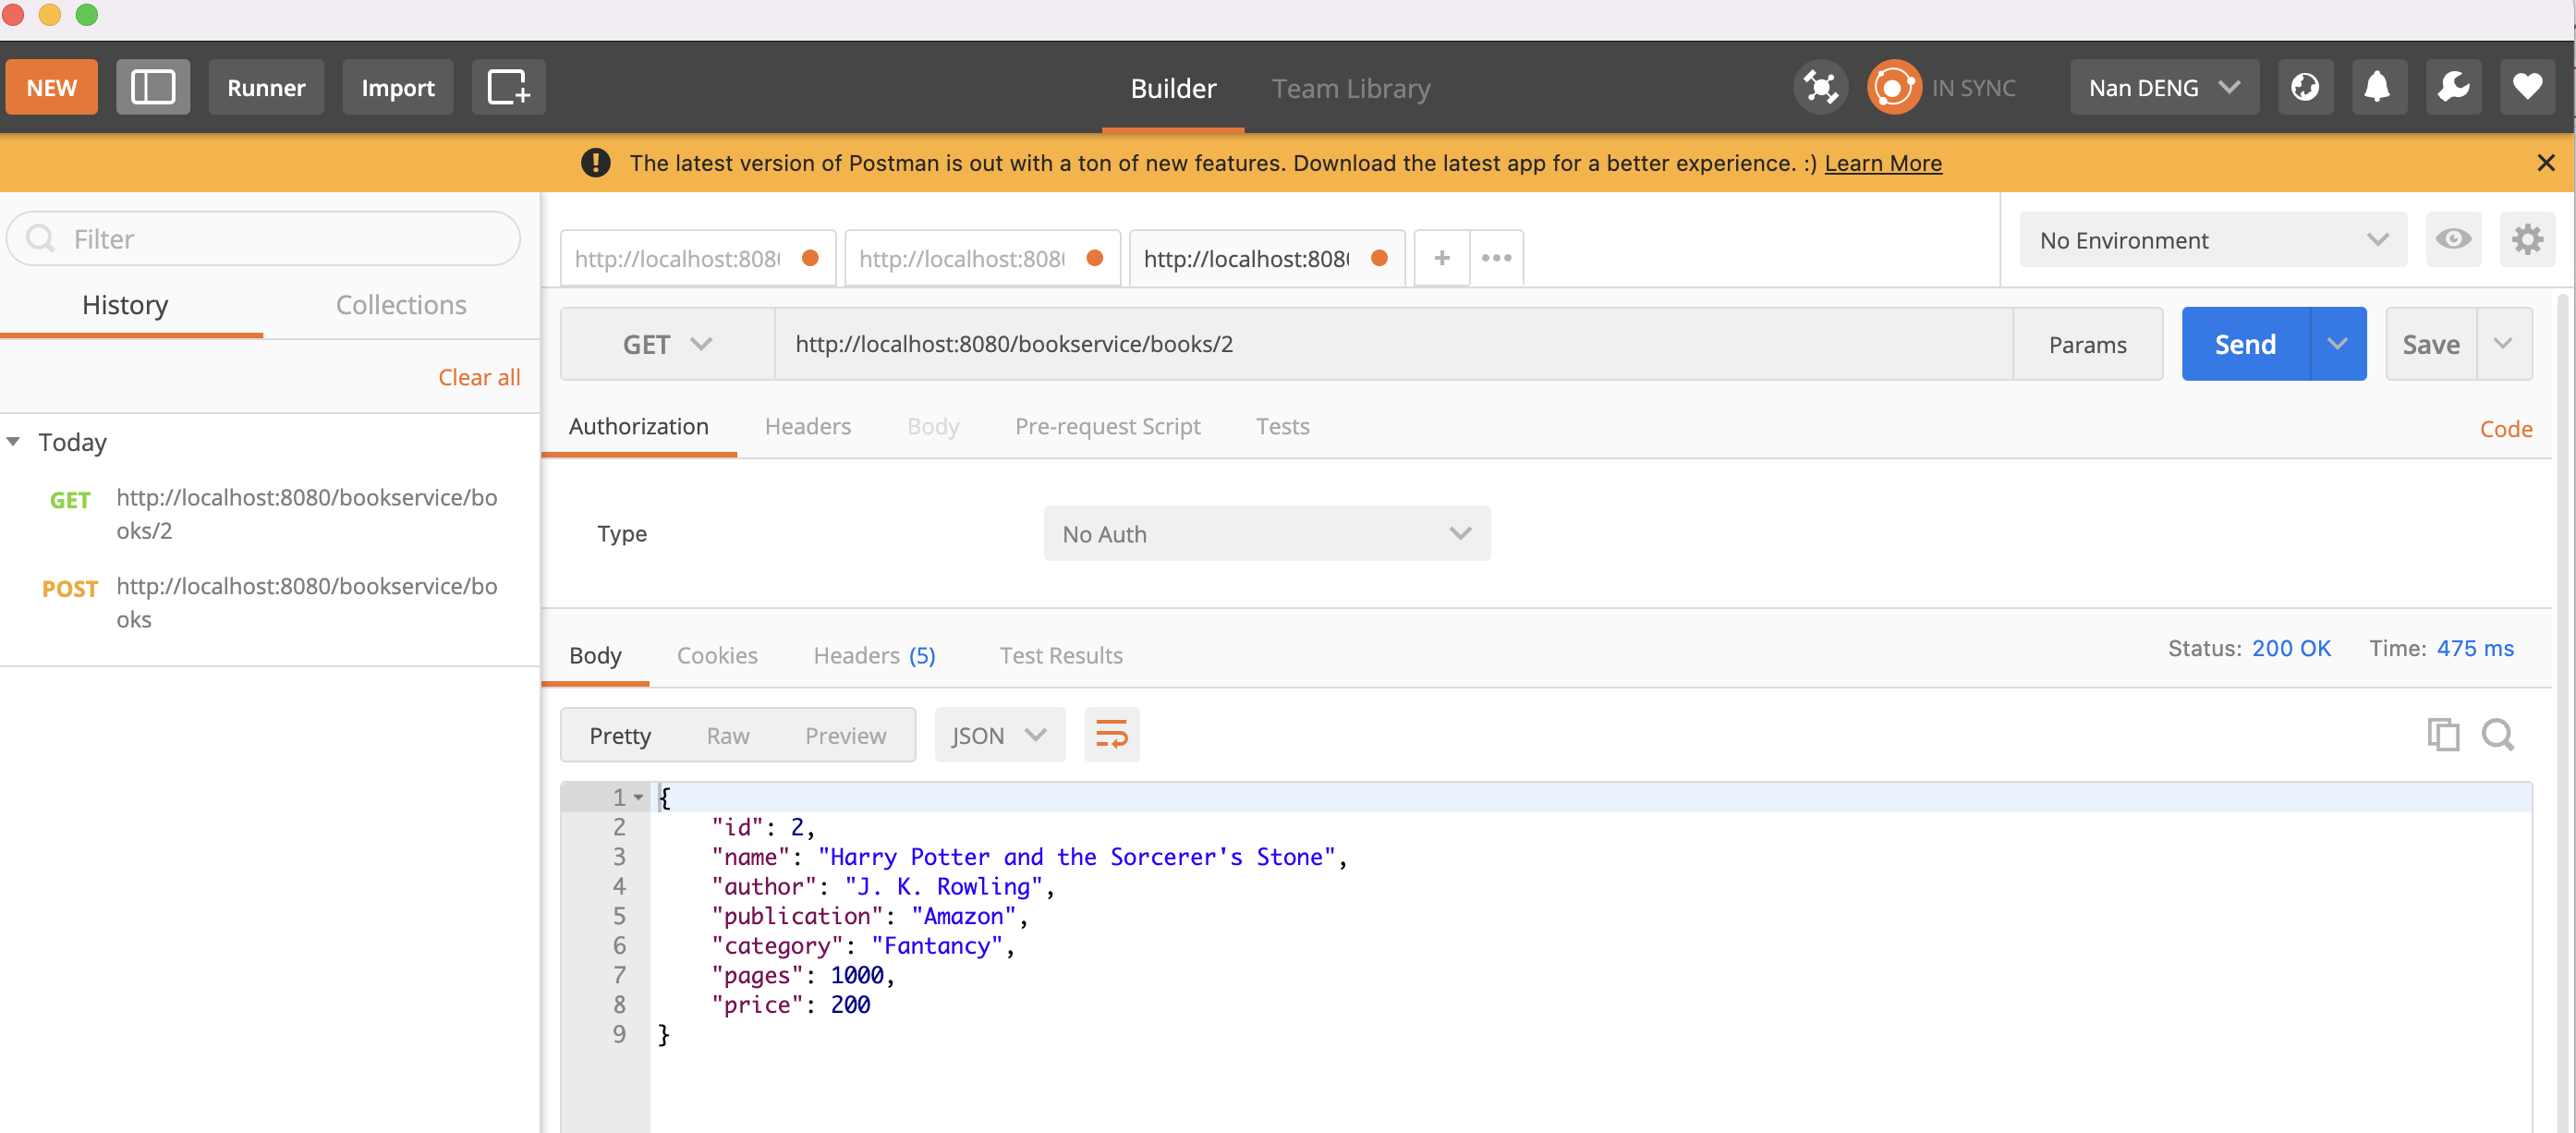 NEW Runner Import Builder Team Library IN SYNC Nan DENG
The latest version of Postman is out with a ton of new features. Download the latest app for a better experience. :) Learn More
Filter
History Collections
Clear all
Today
GET http://localhost:8080/bookservice/bo
oks/2
POST http://localhost:8080/bookservice/bo
oks
http://localhost:808 http://localhost:808 http://localhost:808
No Environment
GET http://localhost:8080/bookservice/books/2 Params Send Save
Authorization Headers Body Pre-request Script Tests Code
Type No Auth
Body Cookies Headers (5) Test Results Status: 200 OK Time: 475 ms
Pretty Raw Preview JSON
1 {
2 "id": 2,
3 "name": "Harry Potter and the Sorcerer's Stone",
4 "author": "J. K. Rowling",
5 "publication": "Amazon",
6 "category": "Fantancy",
7 "pages": 1000,
8 "price": 200
9 }